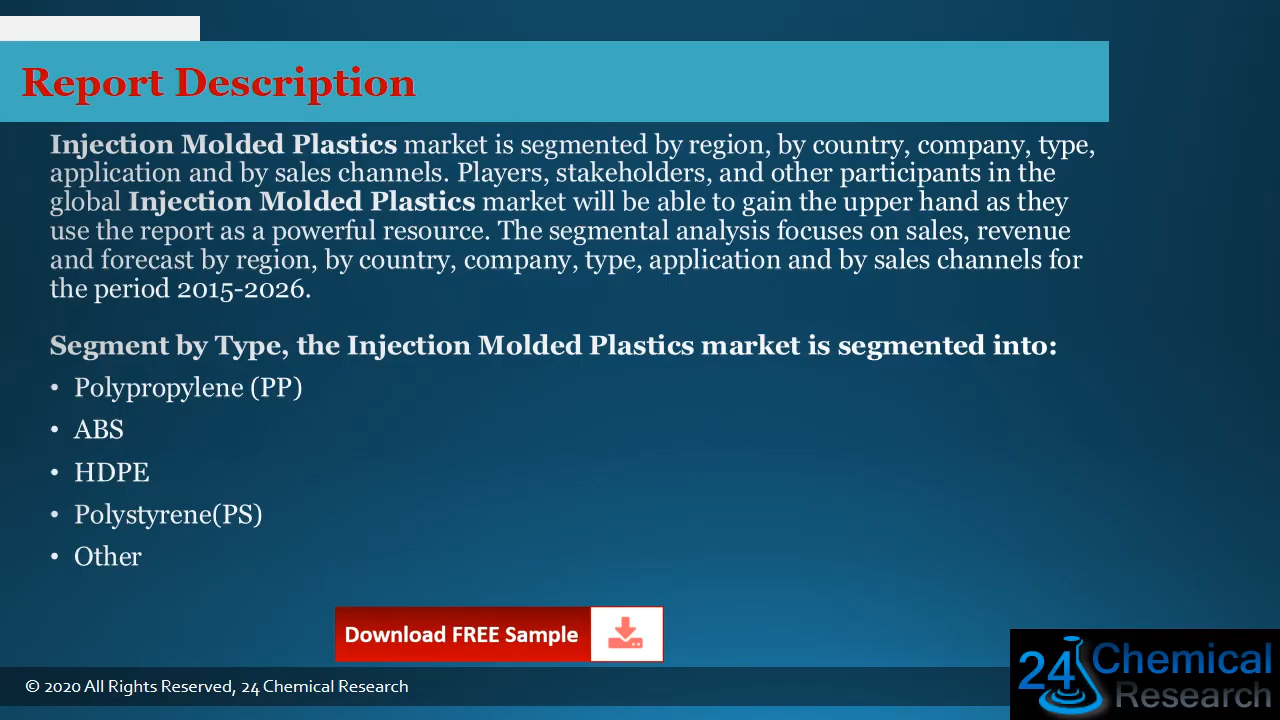 Report Description
Injection Molded Plastics market is segmented by region, by country, company, type,
application and by sales channels. Players, stakeholders, and other participants in the
global Injection Molded Plastics market will be able to gain the upper hand as they
use the report as a powerful resource. The segmental analysis focuses on sales, revenue
and forecast by region, by country, company, type, application and by sales channels for
the period 2015-2026.
Segment by Type, the Injection Molded Plastics market is segmented into:
• Polypropylene (PP)
• ABS
• HDPE
• Polystyrene(PS)
• Other
Download FREE Sample
© 2020 All Rights Reserved, 24 Chemical Research
24 Chemical
Research